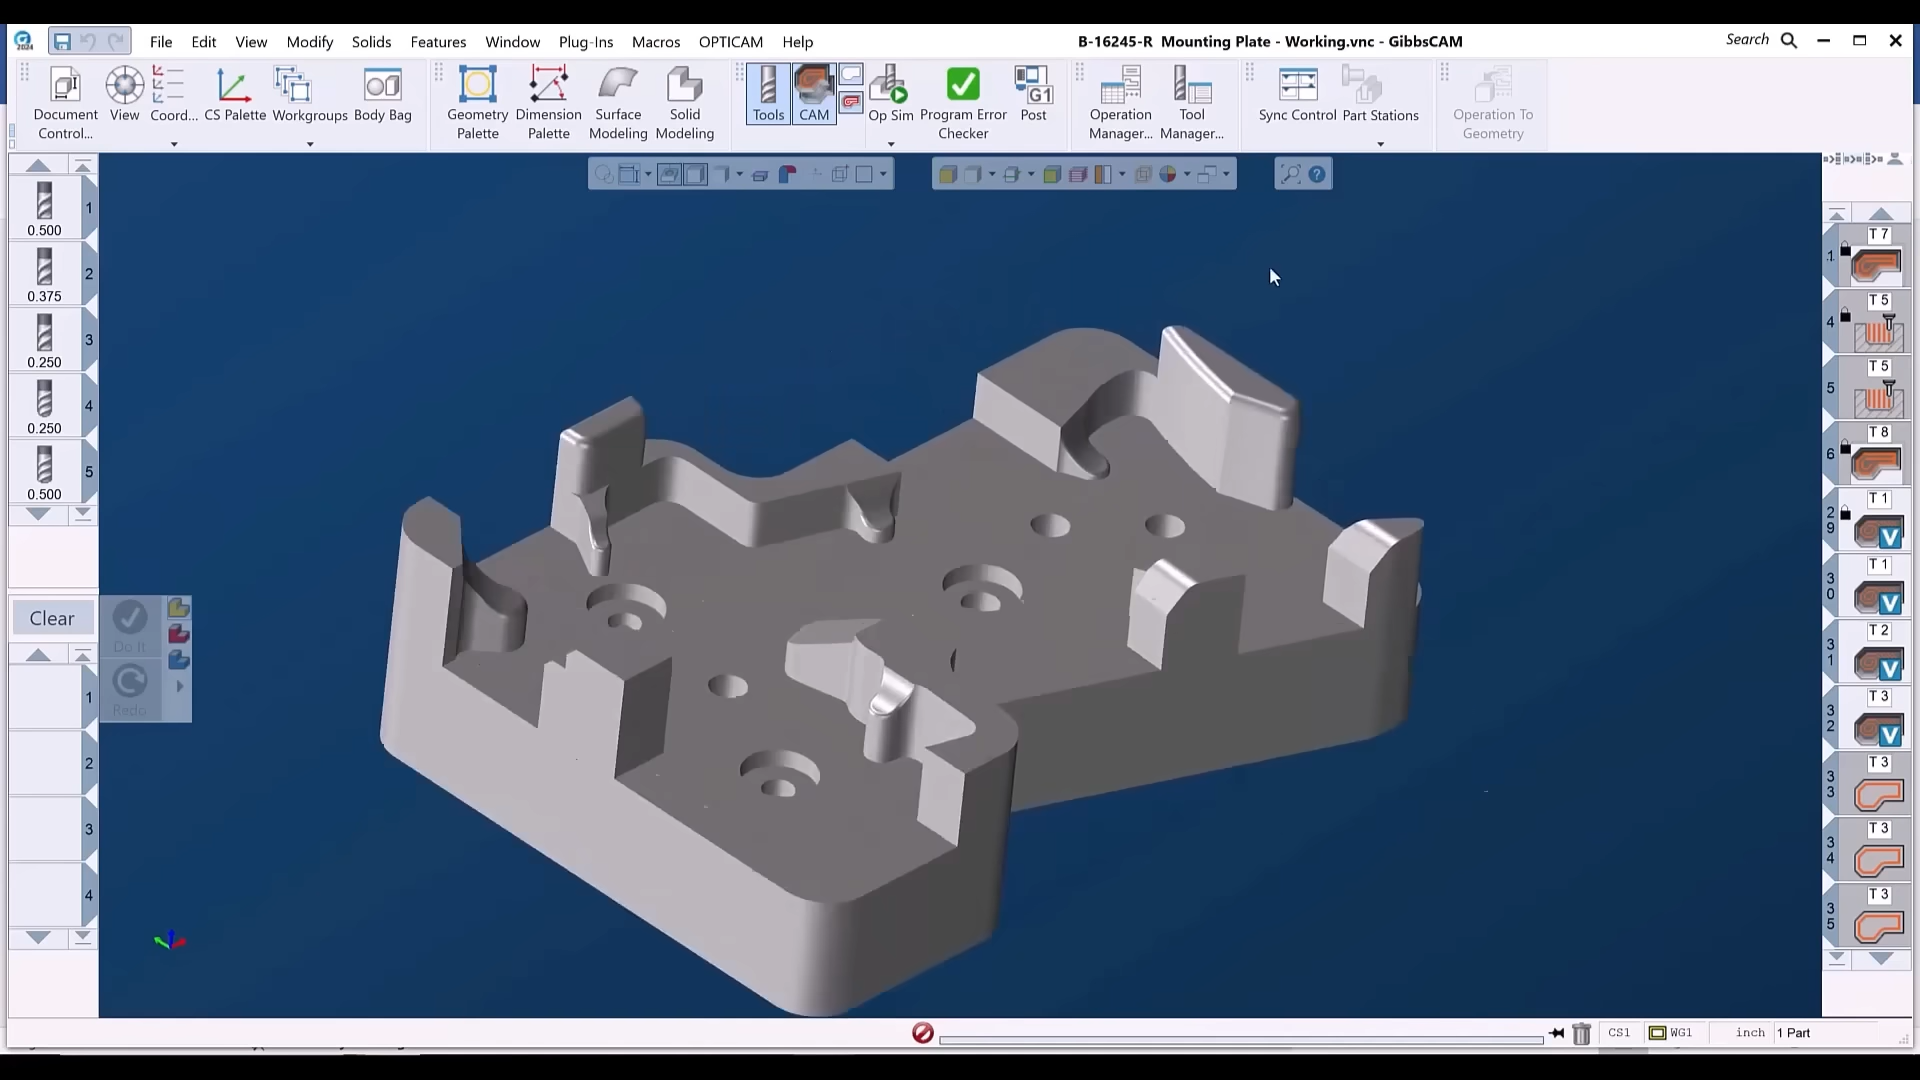 2024
File Edit View Modify Solids Features Window Plug-Ins Macros OPTICAM Help
B-16245-R Mounting Plate - Working.vnc - GibbsCAM
Search
Document Control...
View
Coord...
CS Palette
Workgroups
Body Bag
Geometry Palette
Dimension Palette
Surface Modeling
Solid Modeling
Tools
CAM
Op Sim
Program Error Checker
G1
Post
Operation Manager...
Tool Manager...
Sync Control
Part Stations
Operation To Geometry
?
1
0.500
2
0.375
3
0.250
4
0.250
5
0.500
Clear
Do It
Redo
1
2
3
4
T 7
1
T 5
4
T 5
5
T 8
6
T 1
29
V
T 1
30
V
T 2
31
V
T 3
32
V
T 3
33
T 3
34
T 3
35
CS1
WG1
inch
1 Part